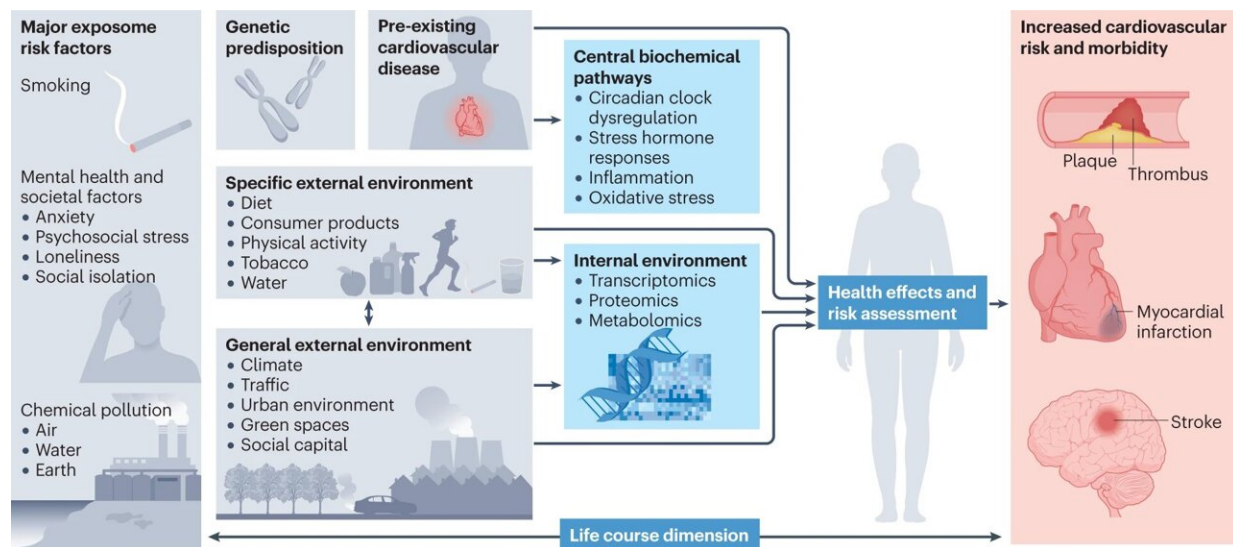 Major exposome
risk factors
Smoking
Mental health and
societal factors
• Anxiety
• Psychosocial stress
• Loneliness
• Social isolation
Chemical pollution
• Air
• Water
• Earth
Genetic
predisposition
Pre-existing
cardiovascular
disease
Specific external environment
• Diet
• Consumer products
• Physical activity
• Tobacco
• Water
General external environment
• Climate
• Traffic
• Urban environment
• Green spaces
• Social capital
Central biochemical
pathways
• Circadian clock
dysregulation
• Stress hormone
responses
• Inflammation
• Oxidative stress
Internal environment
• Transcriptomics
• Proteomics
• Metabolomics
Health effects and
risk assessment
Increased cardiovascular
risk and morbidity
Plaque
Thrombus
Myocardial
infarction
Stroke
Life course dimension